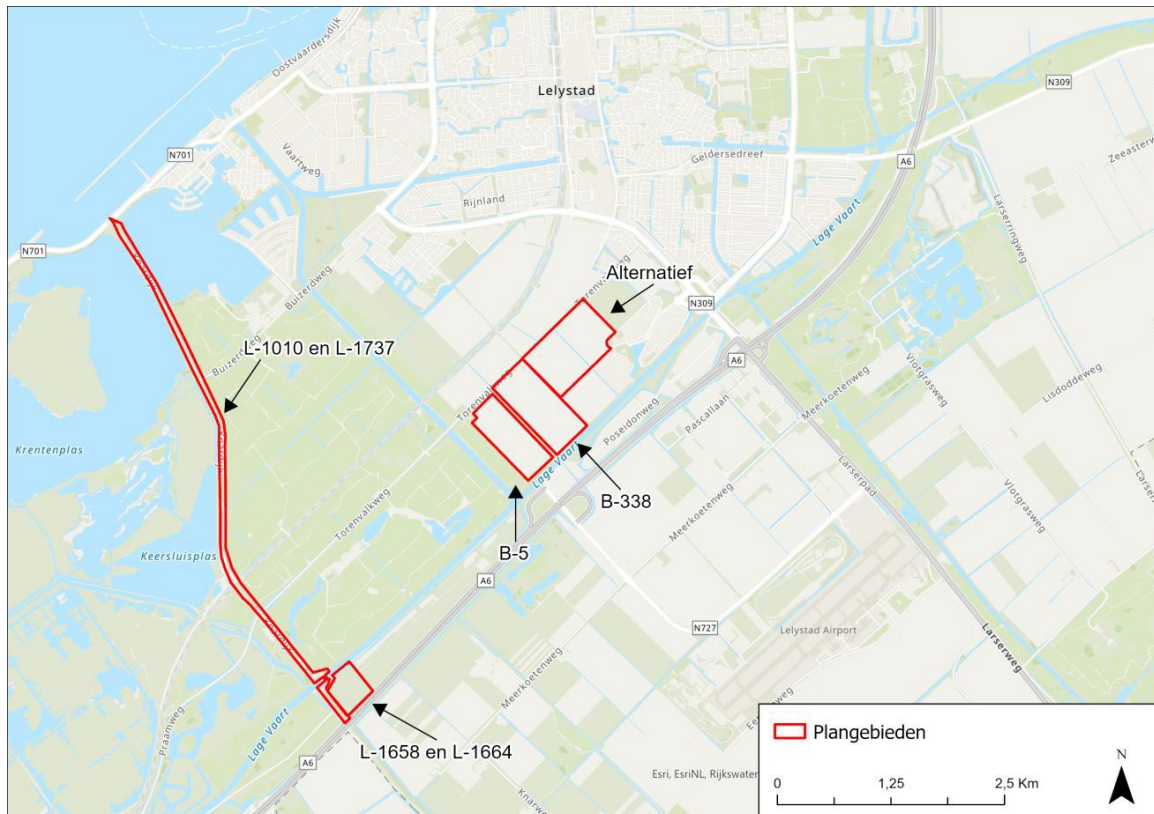 Oostvaardersdijk
Lelystad
N309
N701
Vaartweg
Geldersedreef
A6
Zeeasterweg
Rijnland
Lage Vaart
Larserringweg
N701
Buizerdweg
Torenvalkweg
Alternatief
N309
L-1010 en L-1737
Buizerdweg
A6
Vlotgrasweg
Lisdoddeweg
Meerkoetenweg
Torenvalkweg
Pascallaan
Poseidonweg
Krentenplas
Knardijk
Lage Vaart
Larserpad
B-338
Vlotgrasweg
Torenvalkweg
Meerkoetenweg
B-5
Keersluisplas
A6
N727
Lelystad Airport
Larserweg
Knardijk
Meerkoetenweg
Lage Vaart
Praamweg
L-1658 en L-1664
A6
Plangebieden
Esri, EsriNL, Rijkswater
0 1,25 2,5 Km
N